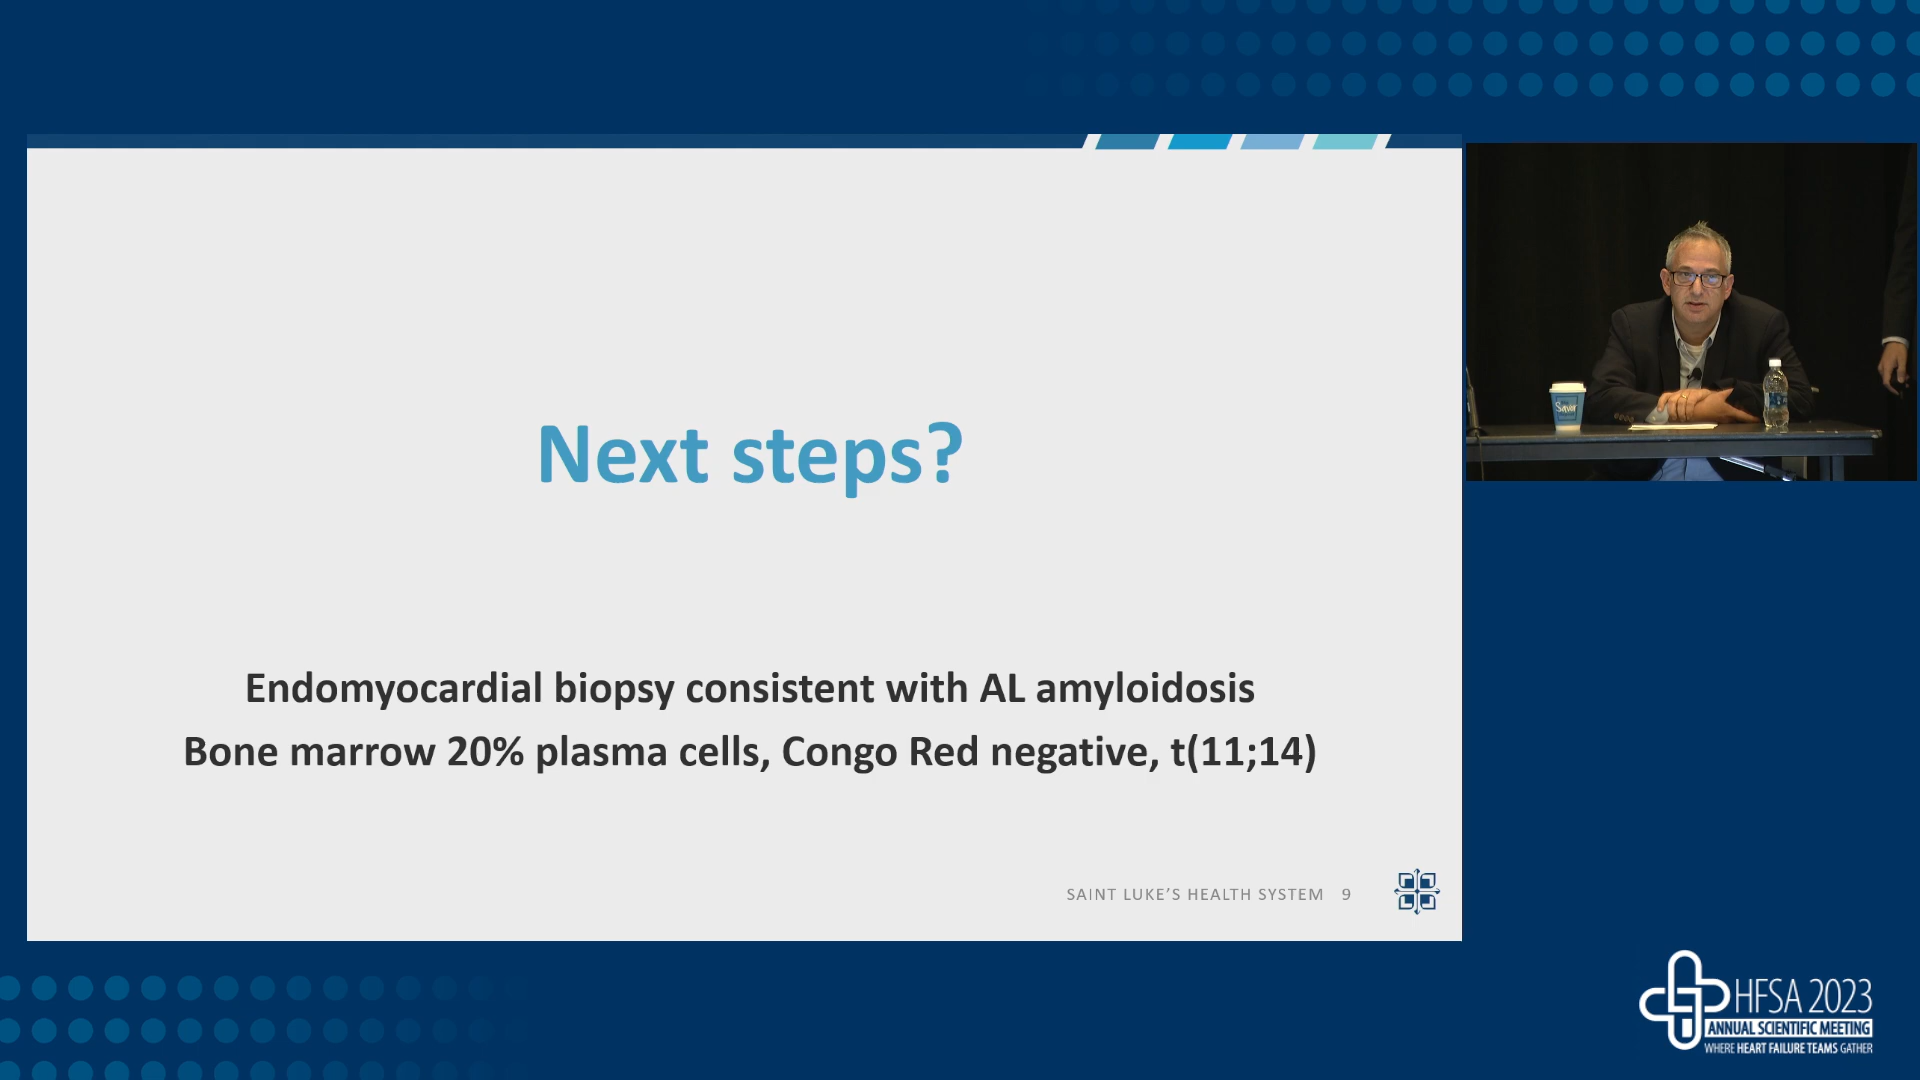 Next steps?
Endomyocardial biopsy consistent with AL amyloidosis
Bone marrow 20% plasma cells, Congo Red negative, t(11;14)
SAINT LUKE’S HEALTH SYSTEM 9
Savor
HFSA 2023
ANNUAL SCIENTIFIC MEETING
WHERE HEART FAILURE TEAMS GATHER